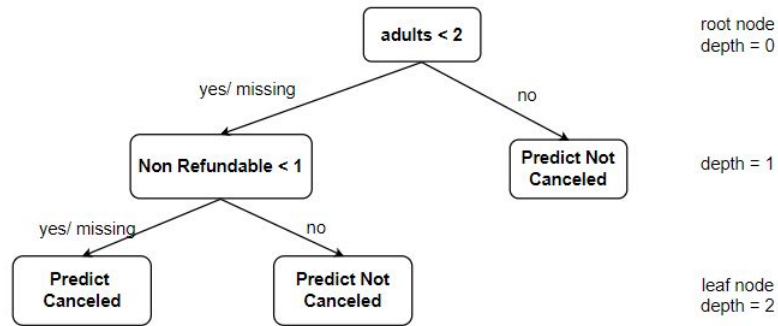 adults < 2
root node
depth = 0
yes/ missing
no
Non Refundable < 1
Predict Not
Canceled
depth = 1
yes/ missing
no
Predict
Canceled
Predict Not
Canceled
leaf node
depth = 2